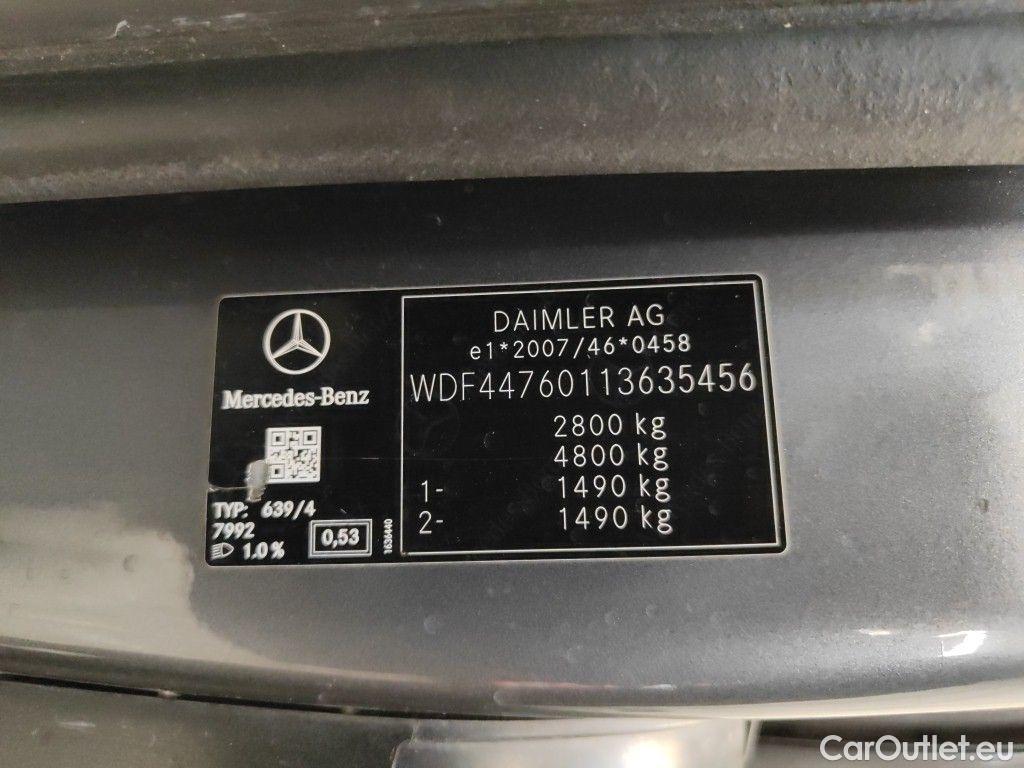 Mercedes-Benz
TYP: 639/4
7992
1.0%
0,53
1636440
DAIMLER AG
e1*2007/46*0458
WDF44760113635456
2800 kg
4800 kg
1- 1490 kg
2- 1490 kg
CarOutlet.eu